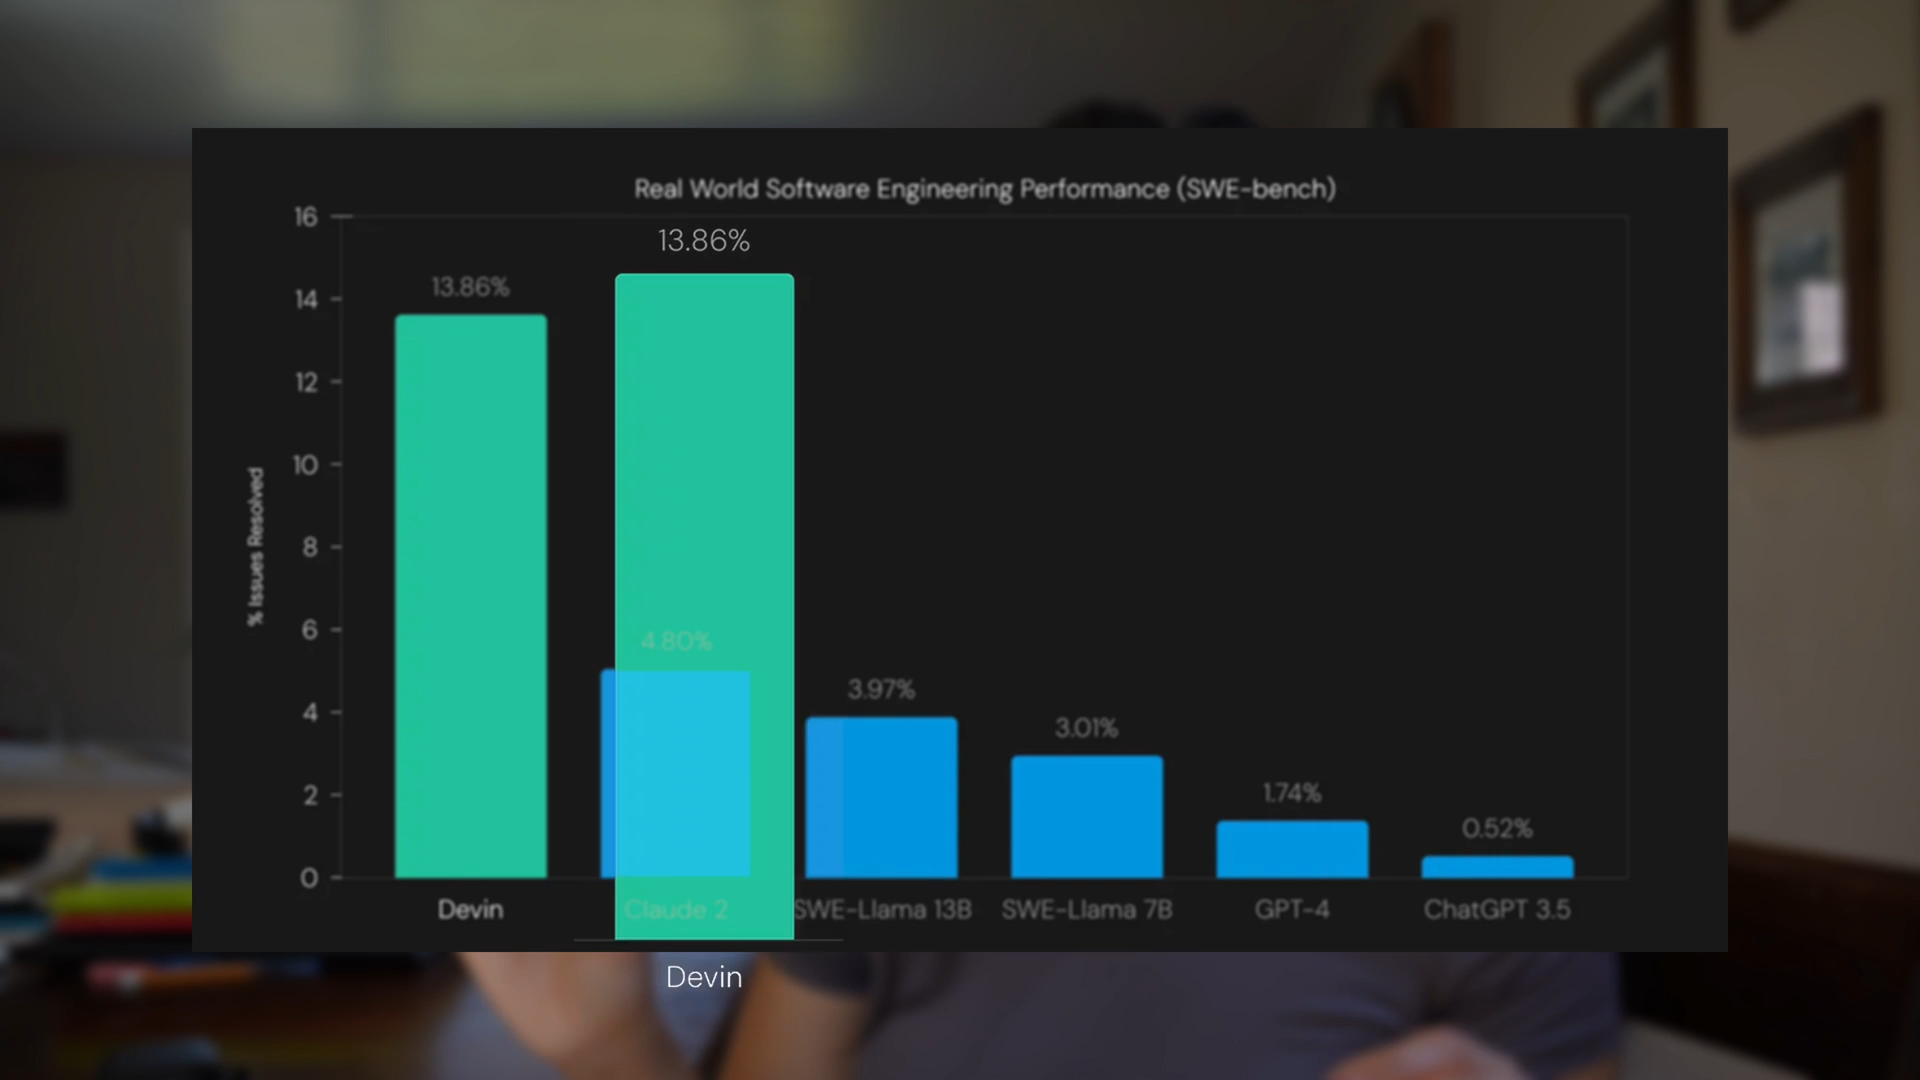 Real World Software Engineering Performance (SWE-bench)
% Issues Resolved
16
14
12
10
8
6
4
2
0
13.86%
13.86%
4.80%
3.97%
3.01%
1.74%
0.52%
Devin
Claude 2
SWE-Llama 13B
SWE-Llama 7B
GPT-4
ChatGPT 3.5
Devin